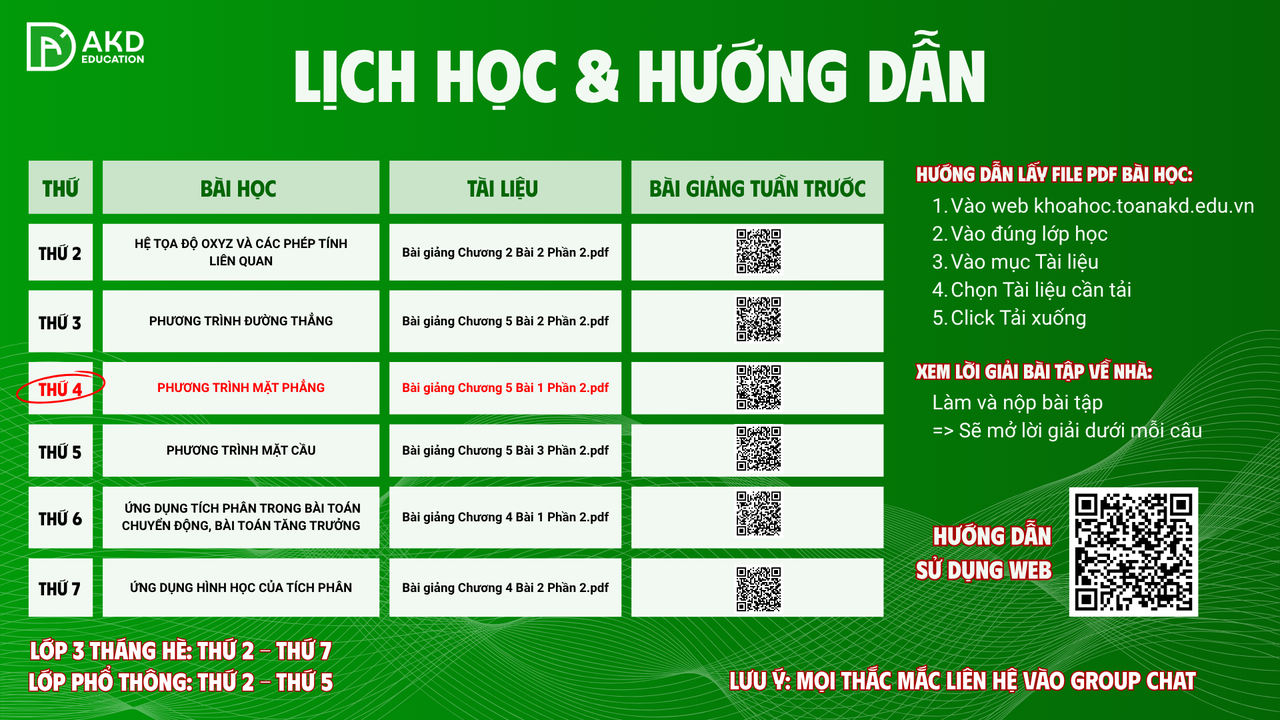 AKD
EDUCATION
LỊCH HỌC & HƯỚNG DẪN
THỨ
BÀI HỌC
TÀI LIỆU
BÀI GIẢNG TUẦN TRƯỚC
THỨ 2
HỆ TỌA ĐỘ OXYZ VÀ CÁC PHÉP TÍNH
LIÊN QUAN
Bài giảng Chương 2 Bài 2 Phần 2.pdf
THỨ 3
PHƯƠNG TRÌNH ĐƯỜNG THẲNG
Bài giảng Chương 5 Bài 2 Phần 2.pdf
THỨ 4
PHƯƠNG TRÌNH MẶT PHẲNG
Bài giảng Chương 5 Bài 1 Phần 2.pdf
THỨ 5
PHƯƠNG TRÌNH MẶT CẦU
Bài giảng Chương 5 Bài 3 Phần 2.pdf
THỨ 6
ỨNG DỤNG TÍCH PHÂN TRONG BÀI TOÁN
CHUYỂN ĐỘNG, BÀI TOÁN TĂNG TRƯỞNG
Bài giảng Chương 4 Bài 1 Phần 2.pdf
THỨ 7
ỨNG DỤNG HÌNH HỌC CỦA TÍCH PHÂN
Bài giảng Chương 4 Bài 2 Phần 2.pdf
HƯỚNG DẪN LẤY FILE PDF BÀI HỌC:
1. Vào web khoahoc.toanakd.edu.vn
2. Vào đúng lớp học
3. Vào mục Tài liệu
4. Chọn Tài liệu cần tải
5. Click Tải xuống
XEM LỜI GIẢI BÀI TẬP VỀ NHÀ:
Làm và nộp bài tập
=> Sẽ mở lời giải dưới mỗi câu
HƯỚNG DẪN
SỬ DỤNG WEB
LỚP 3 THÁNG HÈ: THỨ 2 – THỨ 7
LỚP PHỔ THÔNG: THỨ 2 – THỨ 5
LƯU Ý: MỌI THẮC MẮC LIÊN HỆ VÀO GROUP CHAT